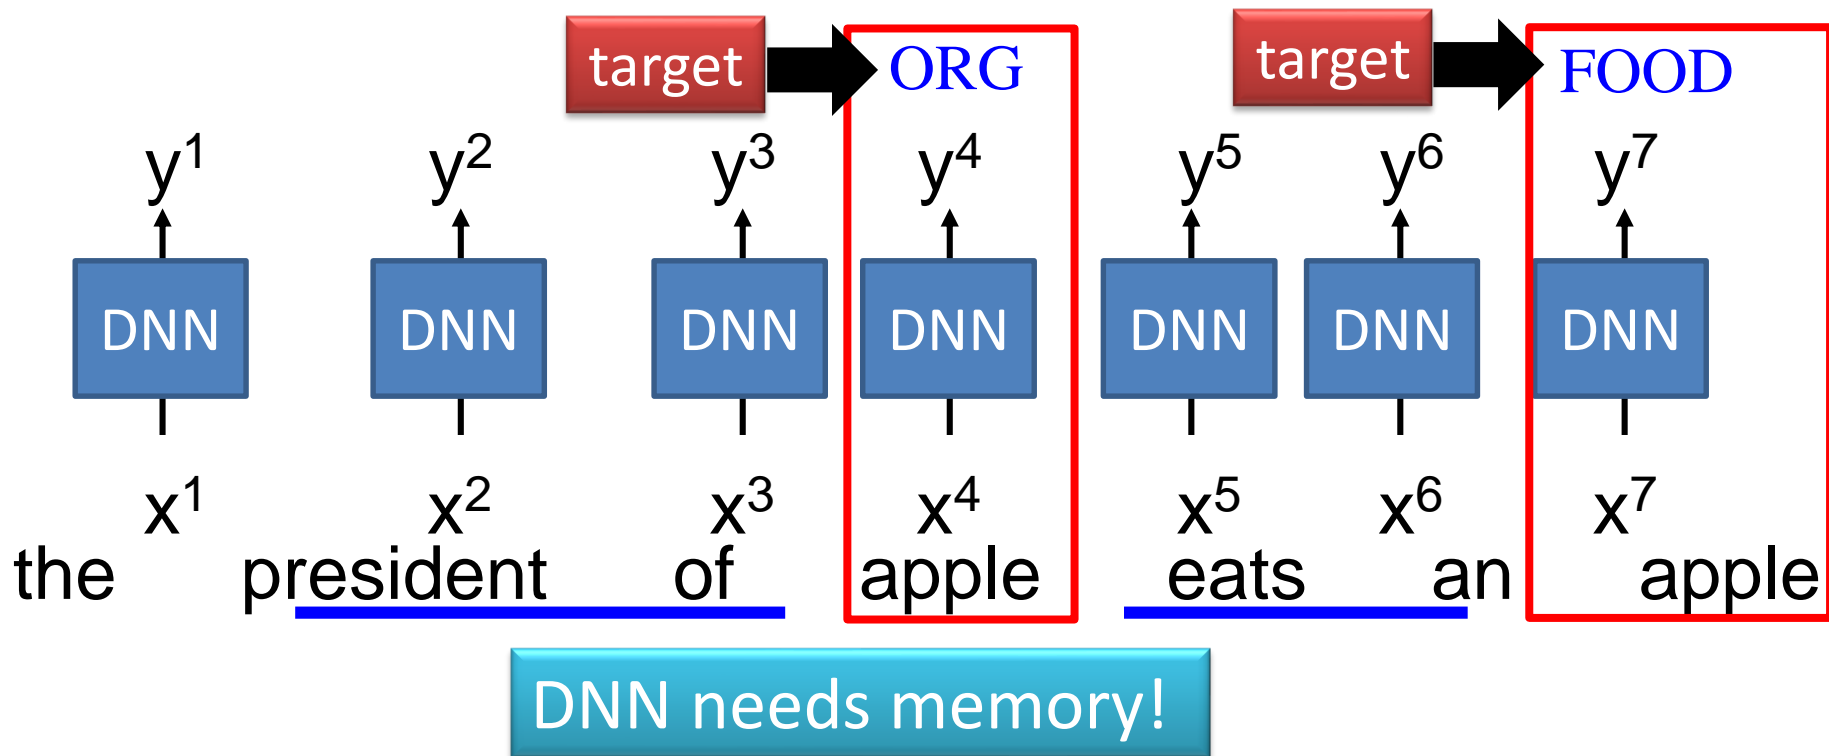 target ORG target FOOD
y¹ y² y³ y⁴ y⁵ y⁶ y⁷
DNN DNN DNN DNN DNN DNN DNN
x¹ x² x³ x⁴ x⁵ x⁶ x⁷
the president of apple eats an apple
DNN needs memory!